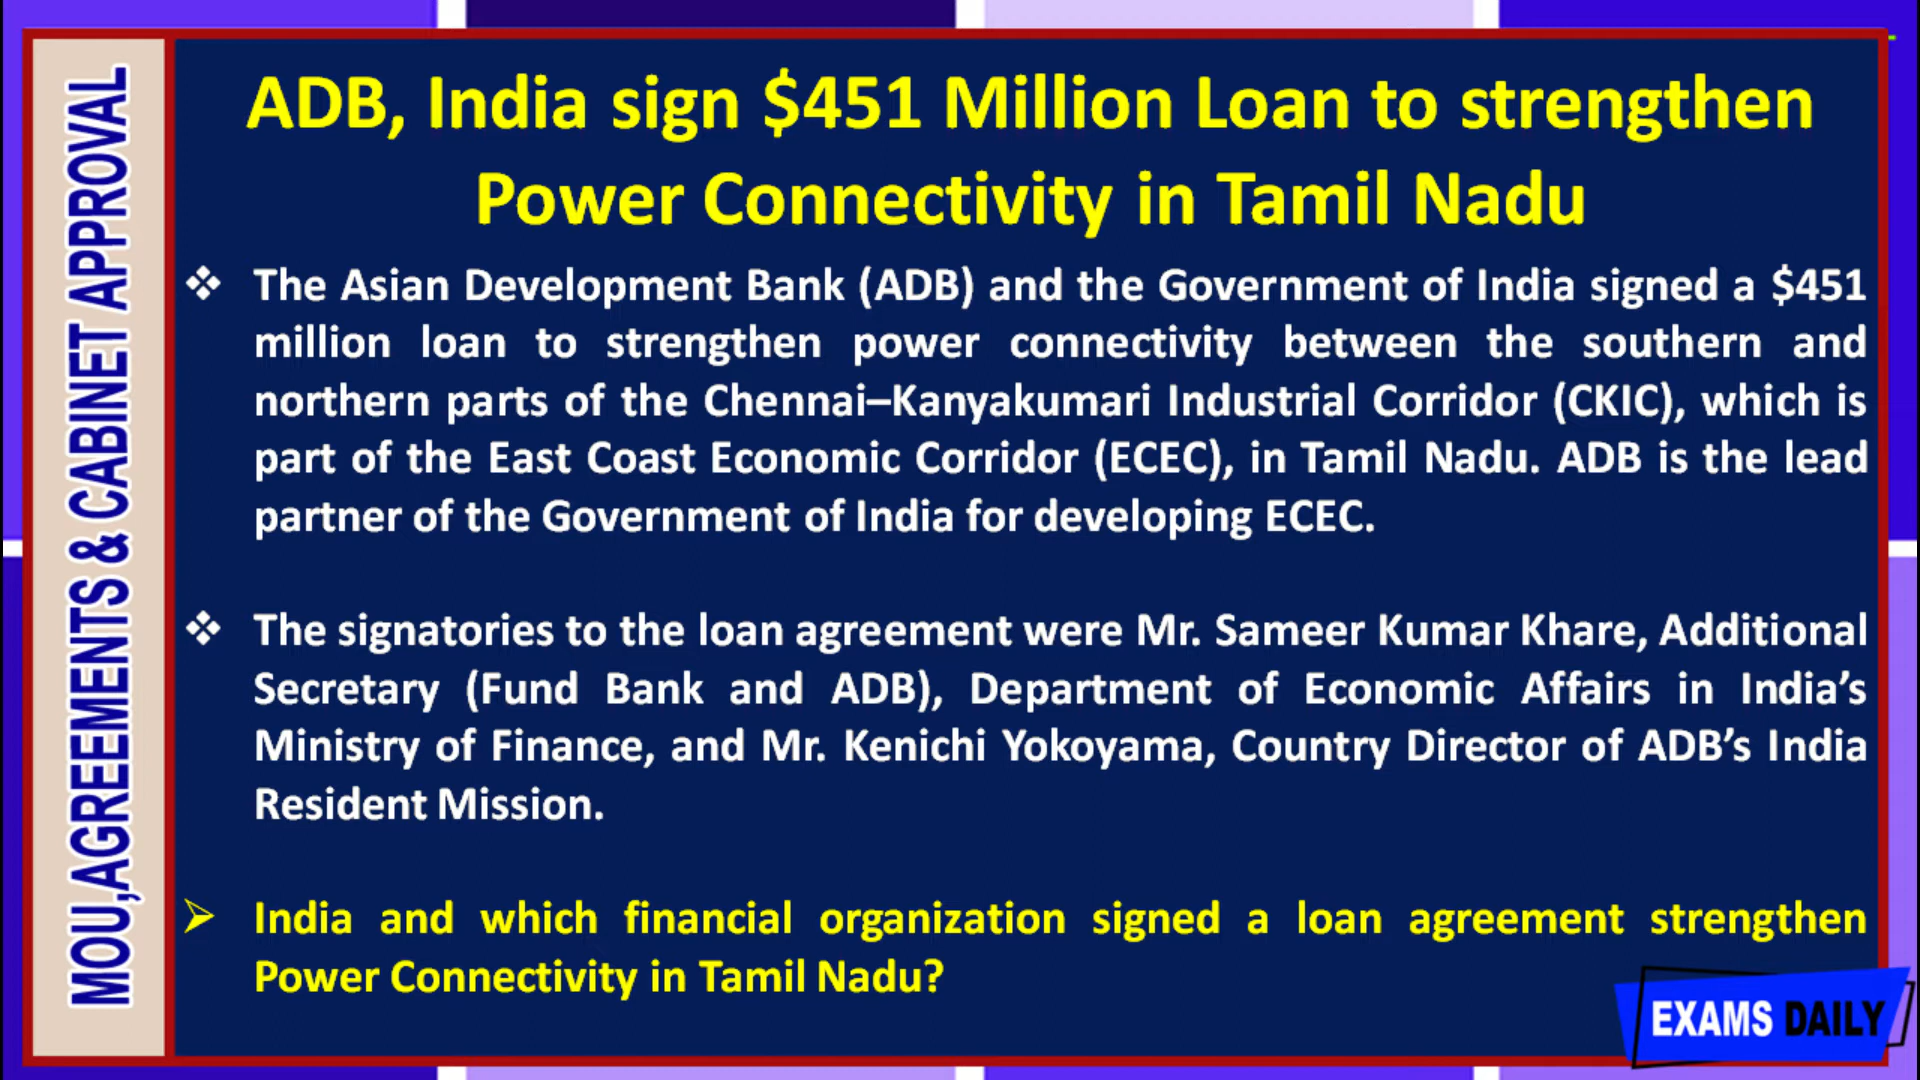 MOU,AGREEMENTS & CABINET APPROVAL
ADB, India sign $451 Million Loan to strengthen
Power Connectivity in Tamil Nadu
❖ The Asian Development Bank (ADB) and the Government of India signed a $451
million loan to strengthen power connectivity between the southern and
northern parts of the Chennai–Kanyakumari Industrial Corridor (CKIC), which is
part of the East Coast Economic Corridor (ECEC), in Tamil Nadu. ADB is the lead
partner of the Government of India for developing ECEC.
❖ The signatories to the loan agreement were Mr. Sameer Kumar Khare, Additional
Secretary (Fund Bank and ADB), Department of Economic Affairs in India’s
Ministry of Finance, and Mr. Kenichi Yokoyama, Country Director of ADB’s India
Resident Mission.
➢ India and which financial organization signed a loan agreement strengthen
Power Connectivity in Tamil Nadu?
EXAMS DAILY